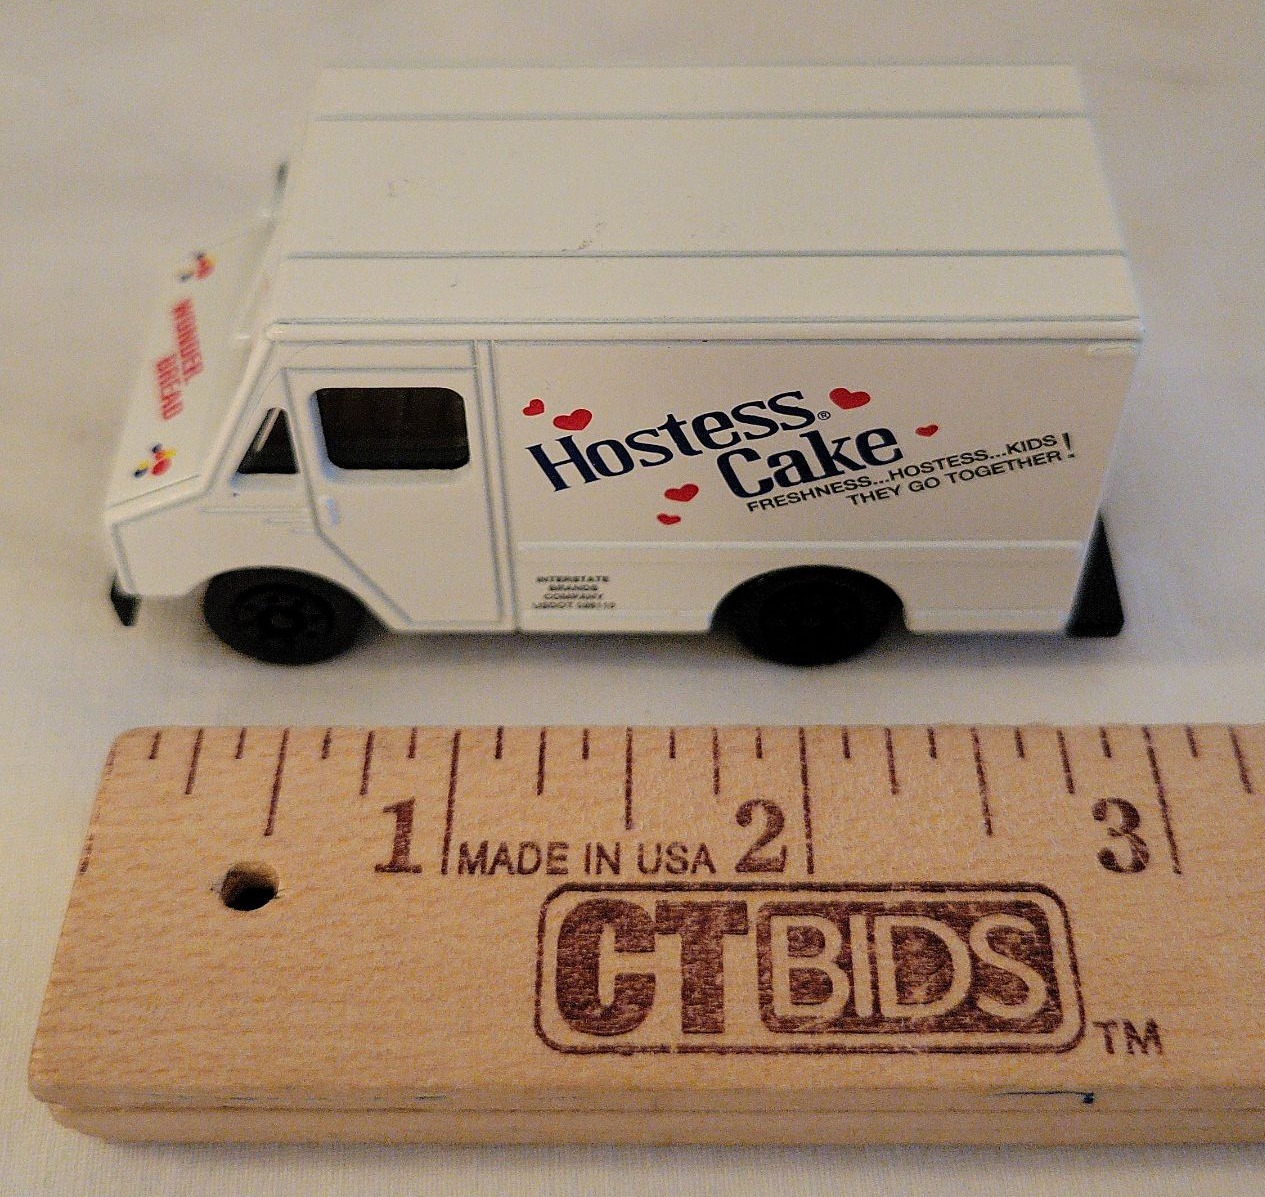 WONDER
BREAD
Hostess®
Cake
FRESHNESS...HOSTESS...KIDS!
THEY GO TOGETHER!
INTERSTATE
BRANDS
COMPANY
1
MADE IN USA
2
3
CTBIDS
TM